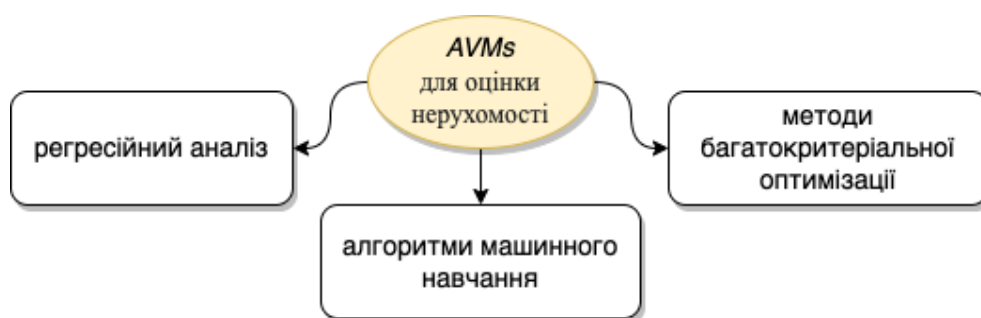 AVMs
для оцінки
нерухомості
регресійний аналіз
методи
багатокритеріальної
оптимізації
алгоритми машинного
навчання